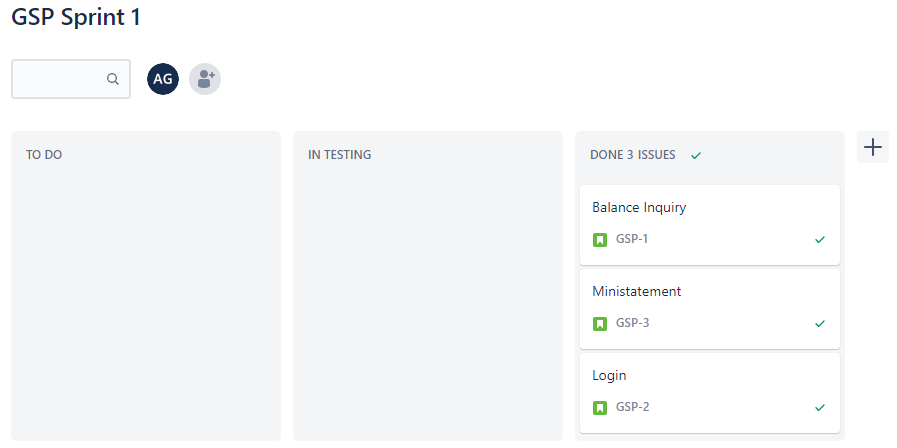 GSP Sprint 1
AG
TO DO
IN TESTING
DONE 3 ISSUES
Balance Inquiry
GSP-1
Ministatement
GSP-3
Login
GSP-2